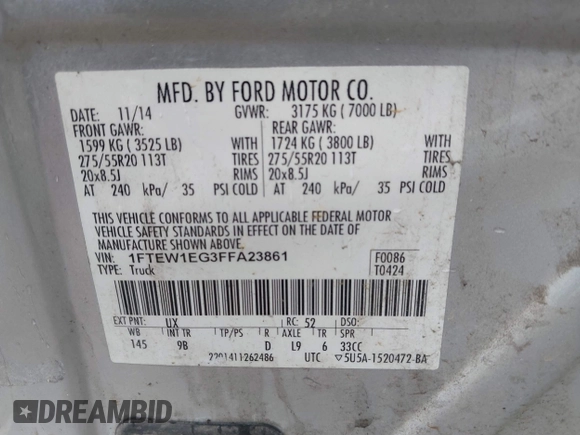 MFD. BY FORD MOTOR CO.
DATE: 11/14 GVWR: 3175 KG ( 7000 LB)
FRONT GAWR: REAR GAWR:
1599 KG ( 3525 LB) WITH 1724 KG ( 3800 LB) WITH
275/55R20 113T TIRES 275/55R20 113T TIRES
20x8.5J RIMS 20x8.5J RIMS
AT 240 kPa/ 35 PSI COLD AT 240 kPa/ 35 PSI COLD
THIS VEHICLE CONFORMS TO ALL APPLICABLE FEDERAL MOTOR
VEHICLE SAFETY STANDARDS IN EFFECT ON THE DATE OF
MANUFACTURE SHOWN ABOVE.
VIN: 1FTEW1EG3FFA23861 F0086
TYPE: Truck T0424
EXT PNT: UX RC: 52 DSO:
WB INT TR TP/PS R AXLE TR SPR
145 9B D L9 6 33CC
2201411262486 UTC ▽5U5A-1520472-BA
DREAMBID.com